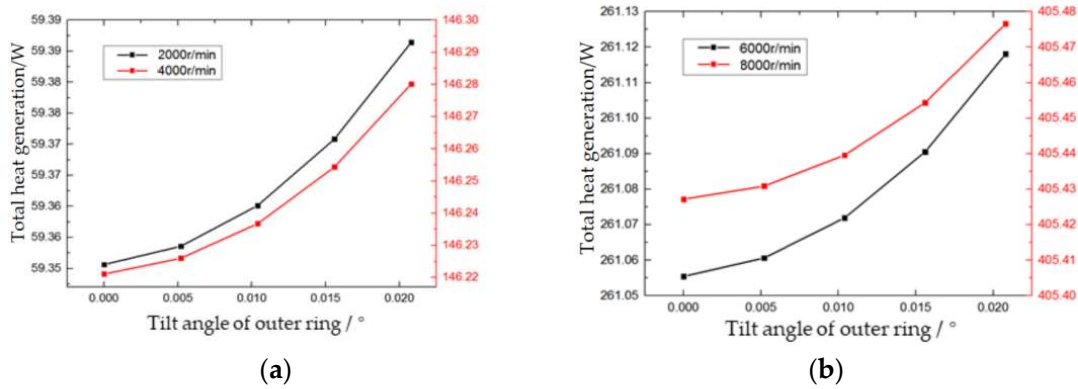 59.39
59.39
59.38
59.38
59.37
59.37
59.36
59.36
59.35
Total heat generation/W
2000r/min
4000r/min
146.30
146.29
146.28
146.26
146.25
146.24
146.23
146.22
0.000 0.005 0.010 0.015 0.020
Tilt angle of outer ring / °
(a)
261.13
261.12
261.11
261.10
261.09
261.08
261.07
261.06
261.05
Total heat generation/W
6000r/min
8000r/min
405.48
405.47
405.46
405.45
405.44
405.43
405.42
405.41
405.40
0.000 0.005 0.010 0.015 0.020
Tilt angle of outer ring / °
(b)